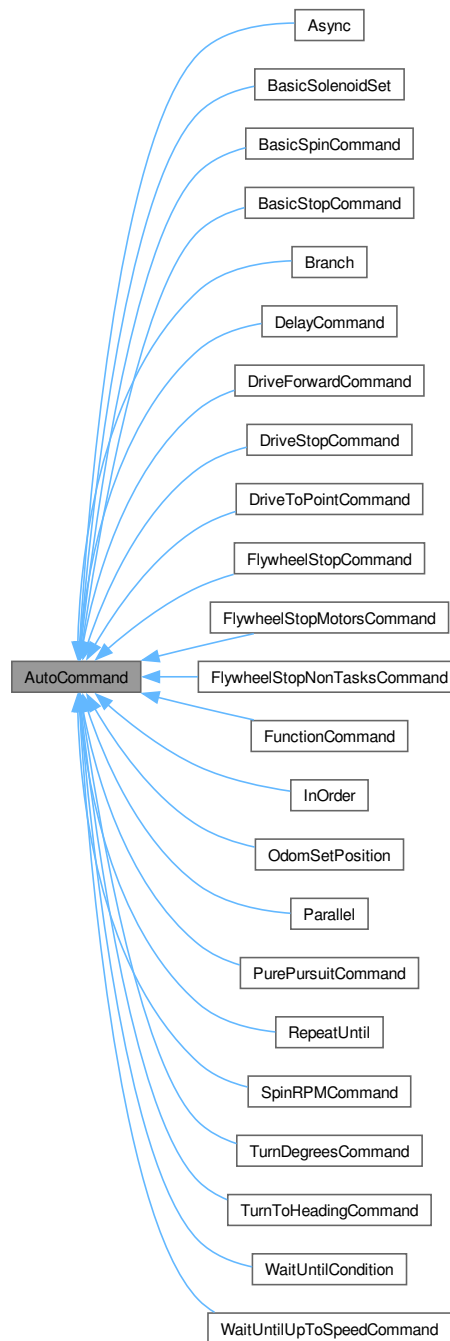 Async
BasicSolenoidSet
BasicSpinCommand
BasicStopCommand
Branch
DelayCommand
DriveForwardCommand
DriveStopCommand
DriveToPointCommand
FlywheelStopCommand
FlywheelStopMotorsCommand
AutoCommand
FlywheelStopNonTasksCommand
FunctionCommand
InOrder
OdomSetPosition
Parallel
PurePursuitCommand
RepeatUntil
SpinRPMCommand
TurnDegreesCommand
TurnToHeadingCommand
WaitUntilCondition
WaitUntilUpToSpeedCommand